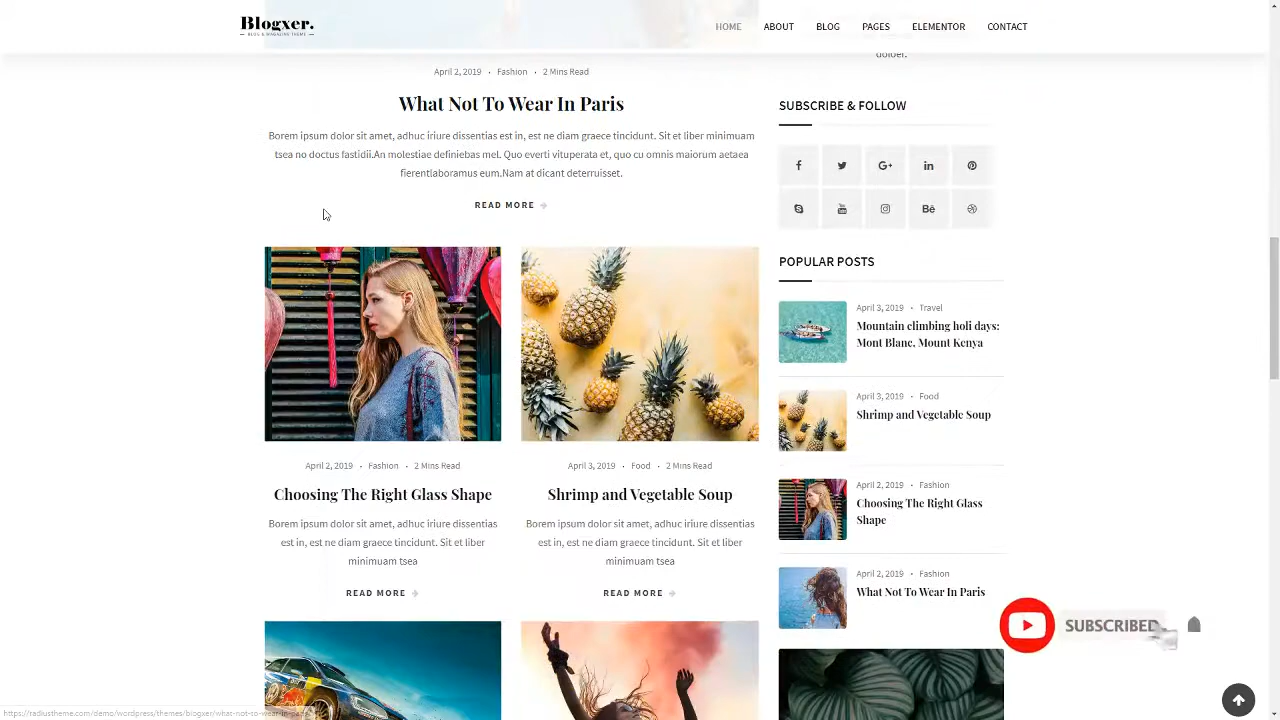 Blogxer.
BLOG & MAGAZINE THEME
HOME ABOUT BLOG PAGES ELEMENTOR CONTACT
doloer.
April 2, 2019 • Fashion • 2 Mins Read
What Not To Wear In Paris
Borem ipsum dolor sit amet, adhuc iriure dissentias est in, est ne diam graece tincidunt. Sit et liber minimuam
tsea no doctus fastidii.An molestiae definiebas mel. Quo everti vituperata et, quo cu omnis maiorum aetaea
fierentlaboramus eum.Nam at dicant deterruisset.
READ MORE
SUBSCRIBE & FOLLOW
POPULAR POSTS
April 3, 2019 • Travel
Mountain climbing holi days:
Mont Blanc, Mount Kenya
April 3, 2019 • Food
Shrimp and Vegetable Soup
April 2, 2019 • Fashion
Choosing The Right Glass
Shape
April 2, 2019 • Fashion
What Not To Wear In Paris
April 2, 2019 • Fashion • 2 Mins Read
Choosing The Right Glass Shape
Borem ipsum dolor sit amet, adhuc iriure dissentias
est in, est ne diam graece tincidunt. Sit et liber
minimuam tsea
READ MORE
April 3, 2019 • Food • 2 Mins Read
Shrimp and Vegetable Soup
Borem ipsum dolor sit amet, adhuc iriure dissentias
est in, est ne diam graece tincidunt. Sit et liber
minimuam tsea
READ MORE
SUBSCRIBED
https://radiustheme.com/demo/wordpress/themes/blogxer/what-not-to-wear-in-paris